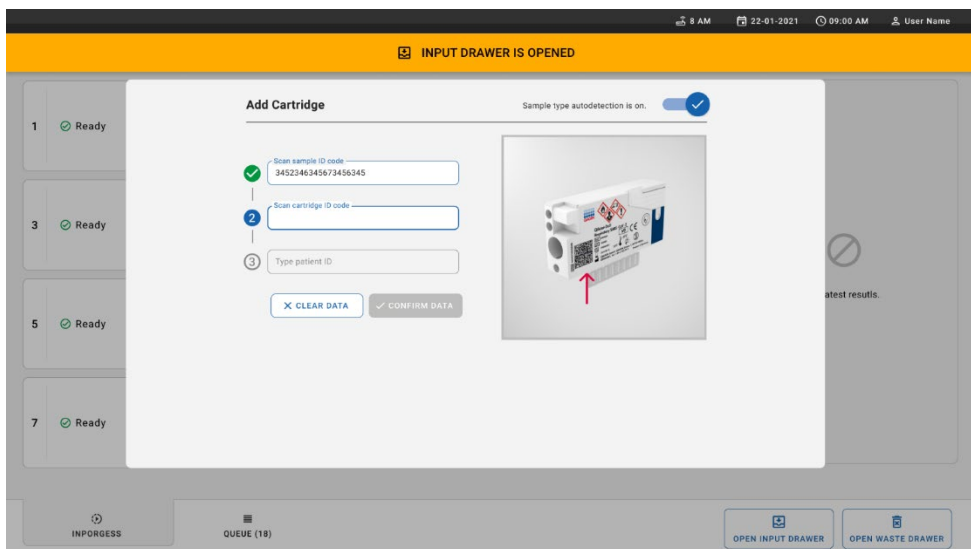 8 AM 22-01-2021 09:00 AM User Name
INPUT DRAWER IS OPENED
Add Cartridge
Sample type autodetection is on.
1 Ready
3 Ready
5 Ready
7 Ready
Scan sample ID code
3452346345673456345
2
Scan cartridge ID code
3
Type patient ID
CLEAR DATA
CONFIRM DATA
CE
atest resutls.
INPORGESS
QUEUE (18)
OPEN INPUT DRAWER
OPEN WASTE DRAWER